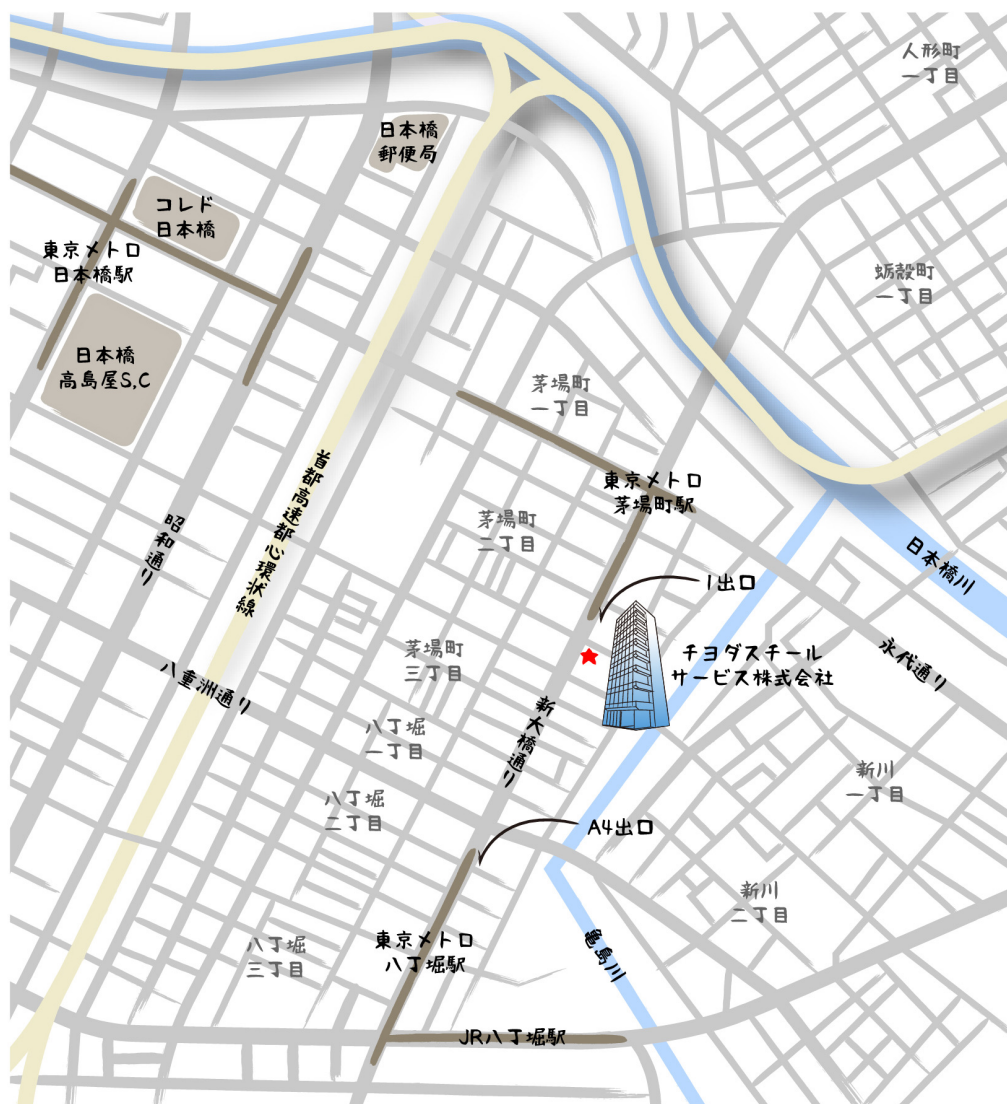 人形町
一丁目
日本橋
郵便局
コレド
日本橋
東京メトロ
日本橋駅
蛎殻町
一丁目
日本橋
高島屋S,C
茅場町
一丁目
首都高速都心環状線
東京メトロ
茅場町駅
昭和通り
茅場町
二丁目
日本橋川
1出口
茅場町
三丁目
チヨダスチール
サービス株式会社
永代通り
八重洲通り
新大橋通り
八丁堀
一丁目
新川
一丁目
八丁堀
二丁目
A4出口
新川
二丁目
八丁堀
三丁目
東京メトロ
八丁堀駅
亀島川
JR八丁堀駅